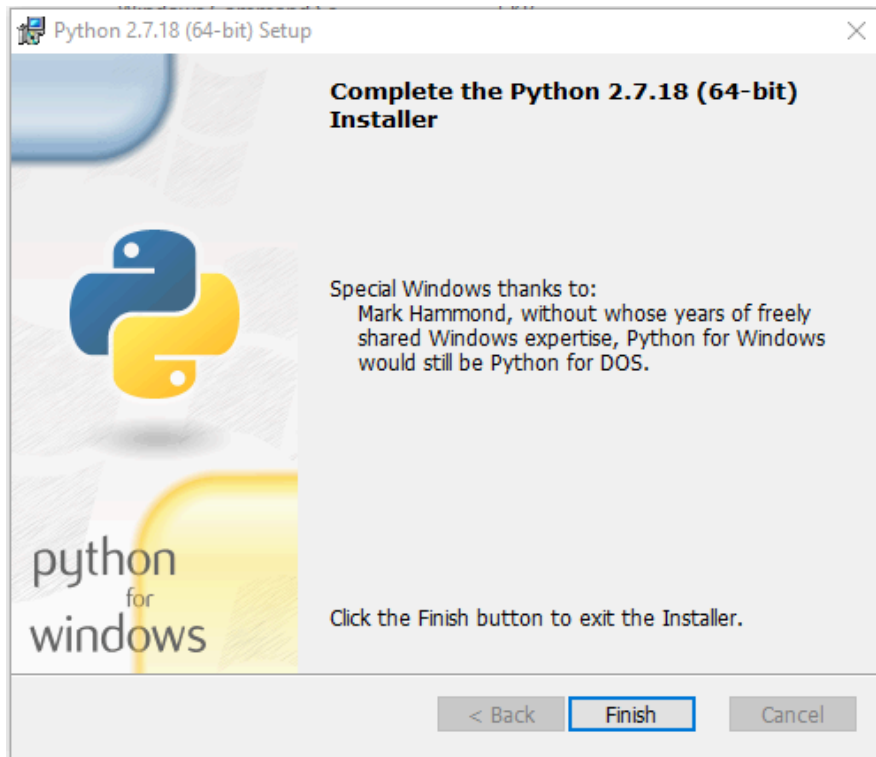 Python 2.7.18 (64-bit) Setup
Complete the Python 2.7.18 (64-bit)
Installer
Special Windows thanks to:
Mark Hammond, without whose years of freely
shared Windows expertise, Python for Windows
would still be Python for DOS.
python
for
windows
Click the Finish button to exit the Installer.
< Back
Finish
Cancel